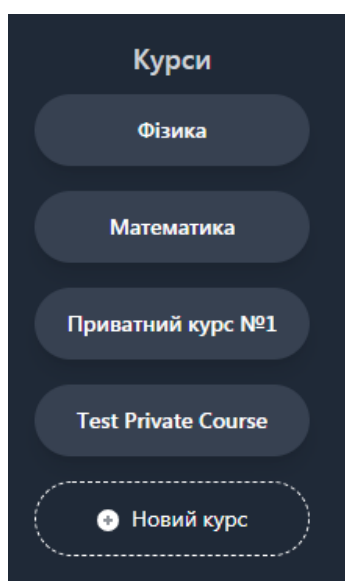 Курси
Фізика
Математика
Приватний курс №1
Test Private Course
Новий курс